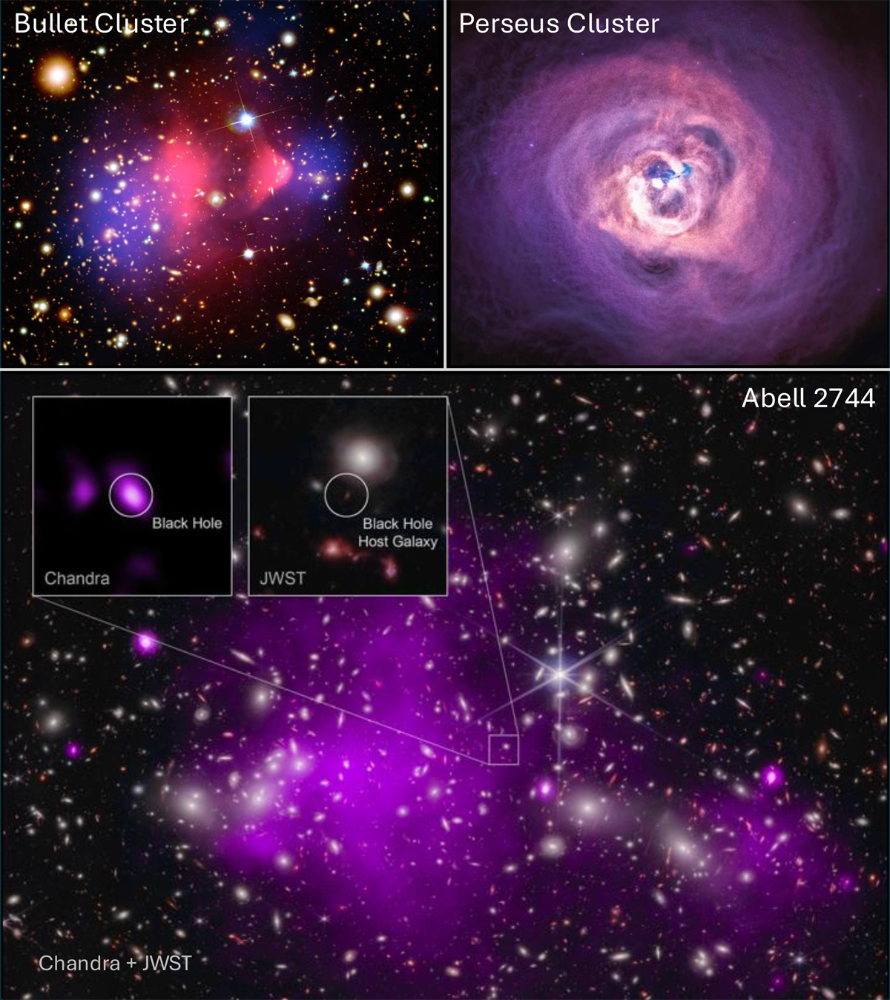 Bullet Cluster
Perseus Cluster
Abell 2744
Black Hole
Chandra
Black Hole
Host Galaxy
JWST
Chandra + JWST